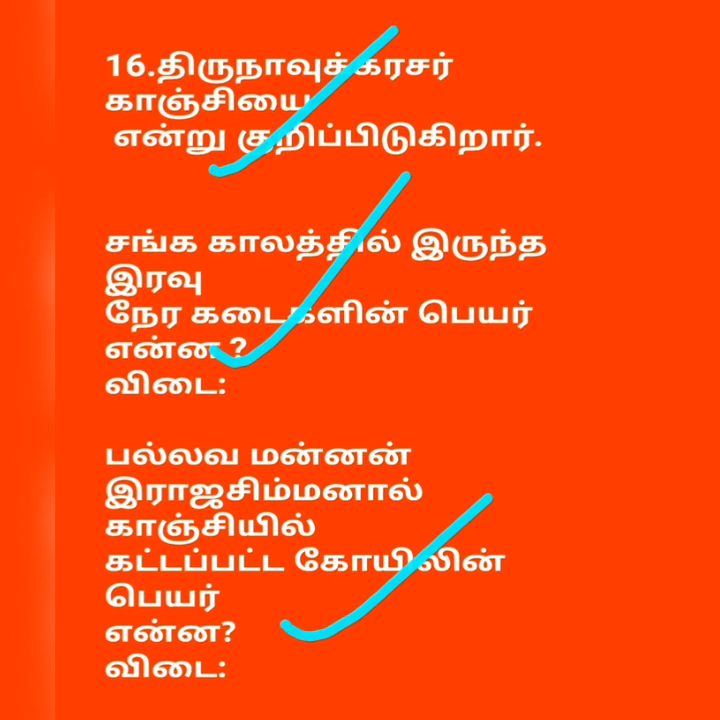 16.திருநாவுக்கரசர்
காஞ்சியை
என்று குறிப்பிடுகிறார்.
சங்க காலத்தில் இருந்த
இரவு
நேர கடைகளின் பெயர்
என்ன ?
விடை:
பல்லவ மன்னன்
இராஜசிம்மனால்
காஞ்சியில்
கட்டப்பட்ட கோயிலின்
பெயர்
என்ன?
விடை: